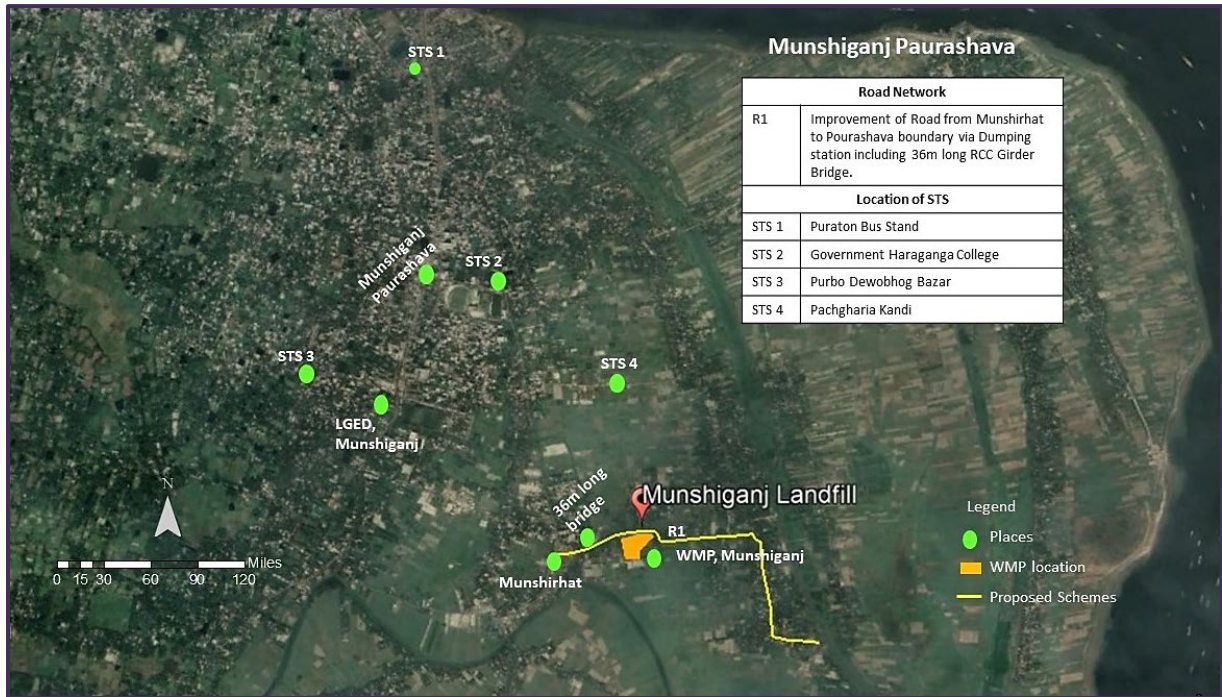 Munshiganj Paurashava
Road Network
R1
Improvement of Road from Munshirhat
to Pourashava boundary via Dumping
station including 36m long RCC Girder
Bridge.
Location of STS
STS 1 Puraton Bus Stand
STS 2 Government Haraganga College
STS 3 Purbo Dewobhog Bazar
STS 4 Pachgharia Kandi
STS 1
Munshiganj
Paurashava
STS 2
STS 3
STS 4
LGED,
Munshiganj
36m long
bridge
Munshiganj Landfill
R1
WMP, Munshiganj
Munshirhat
N
Miles
0 15 30 60 90 120
Legend
Places
WMP location
Proposed Schemes